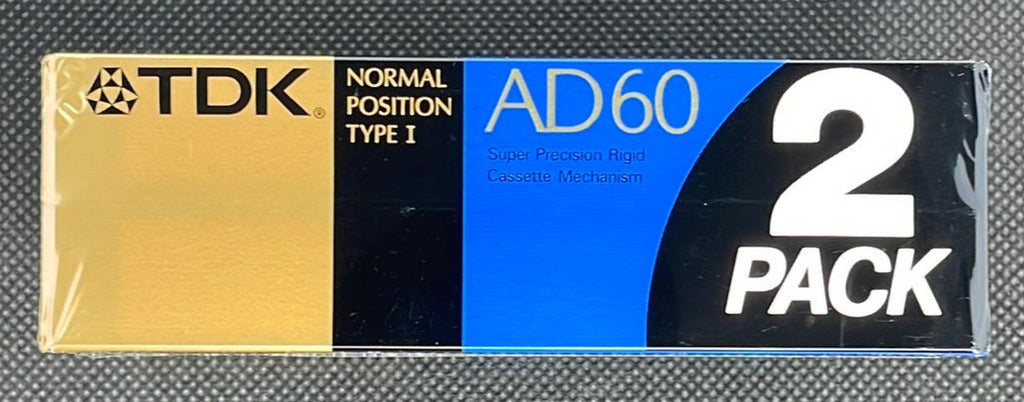 TDK®
NORMAL
POSITION
TYPE I
AD60
Super Precision Rigid
Cassette Mechanism
2
PACK